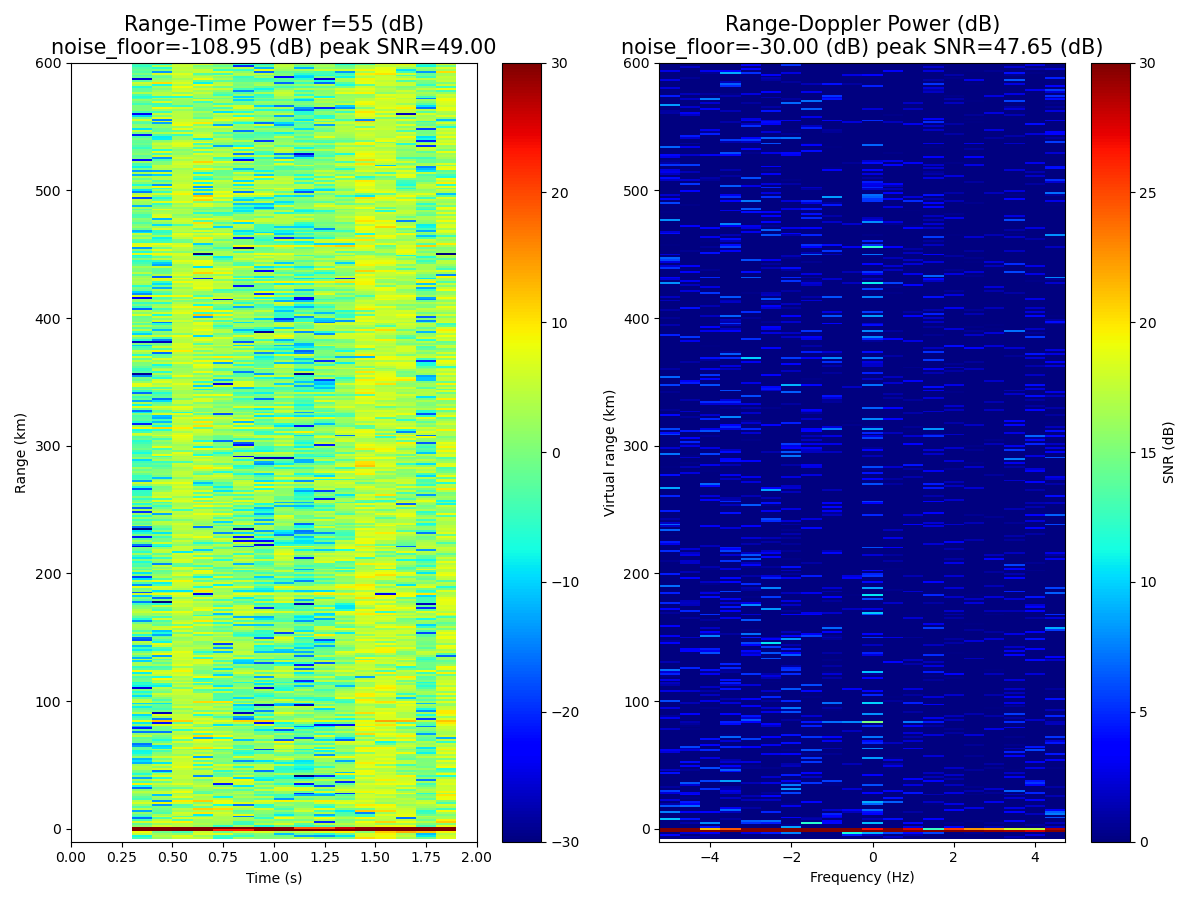 Range-Time Power f=55 (dB)
noise_floor=-108.95 (dB) peak SNR=49.00
Range-Doppler Power (dB)
noise_floor=-30.00 (dB) peak SNR=47.65 (dB)
600
500
400
300
200
100
0
Range (km)
0.00 0.25 0.50 0.75 1.00 1.25 1.50 1.75 2.00
Time (s)
30
20
10
0
−10
−20
−30
600
500
400
300
200
100
0
Virtual range (km)
−4 −2 0 2 4
Frequency (Hz)
30
25
20
15
10
5
0
SNR (dB)